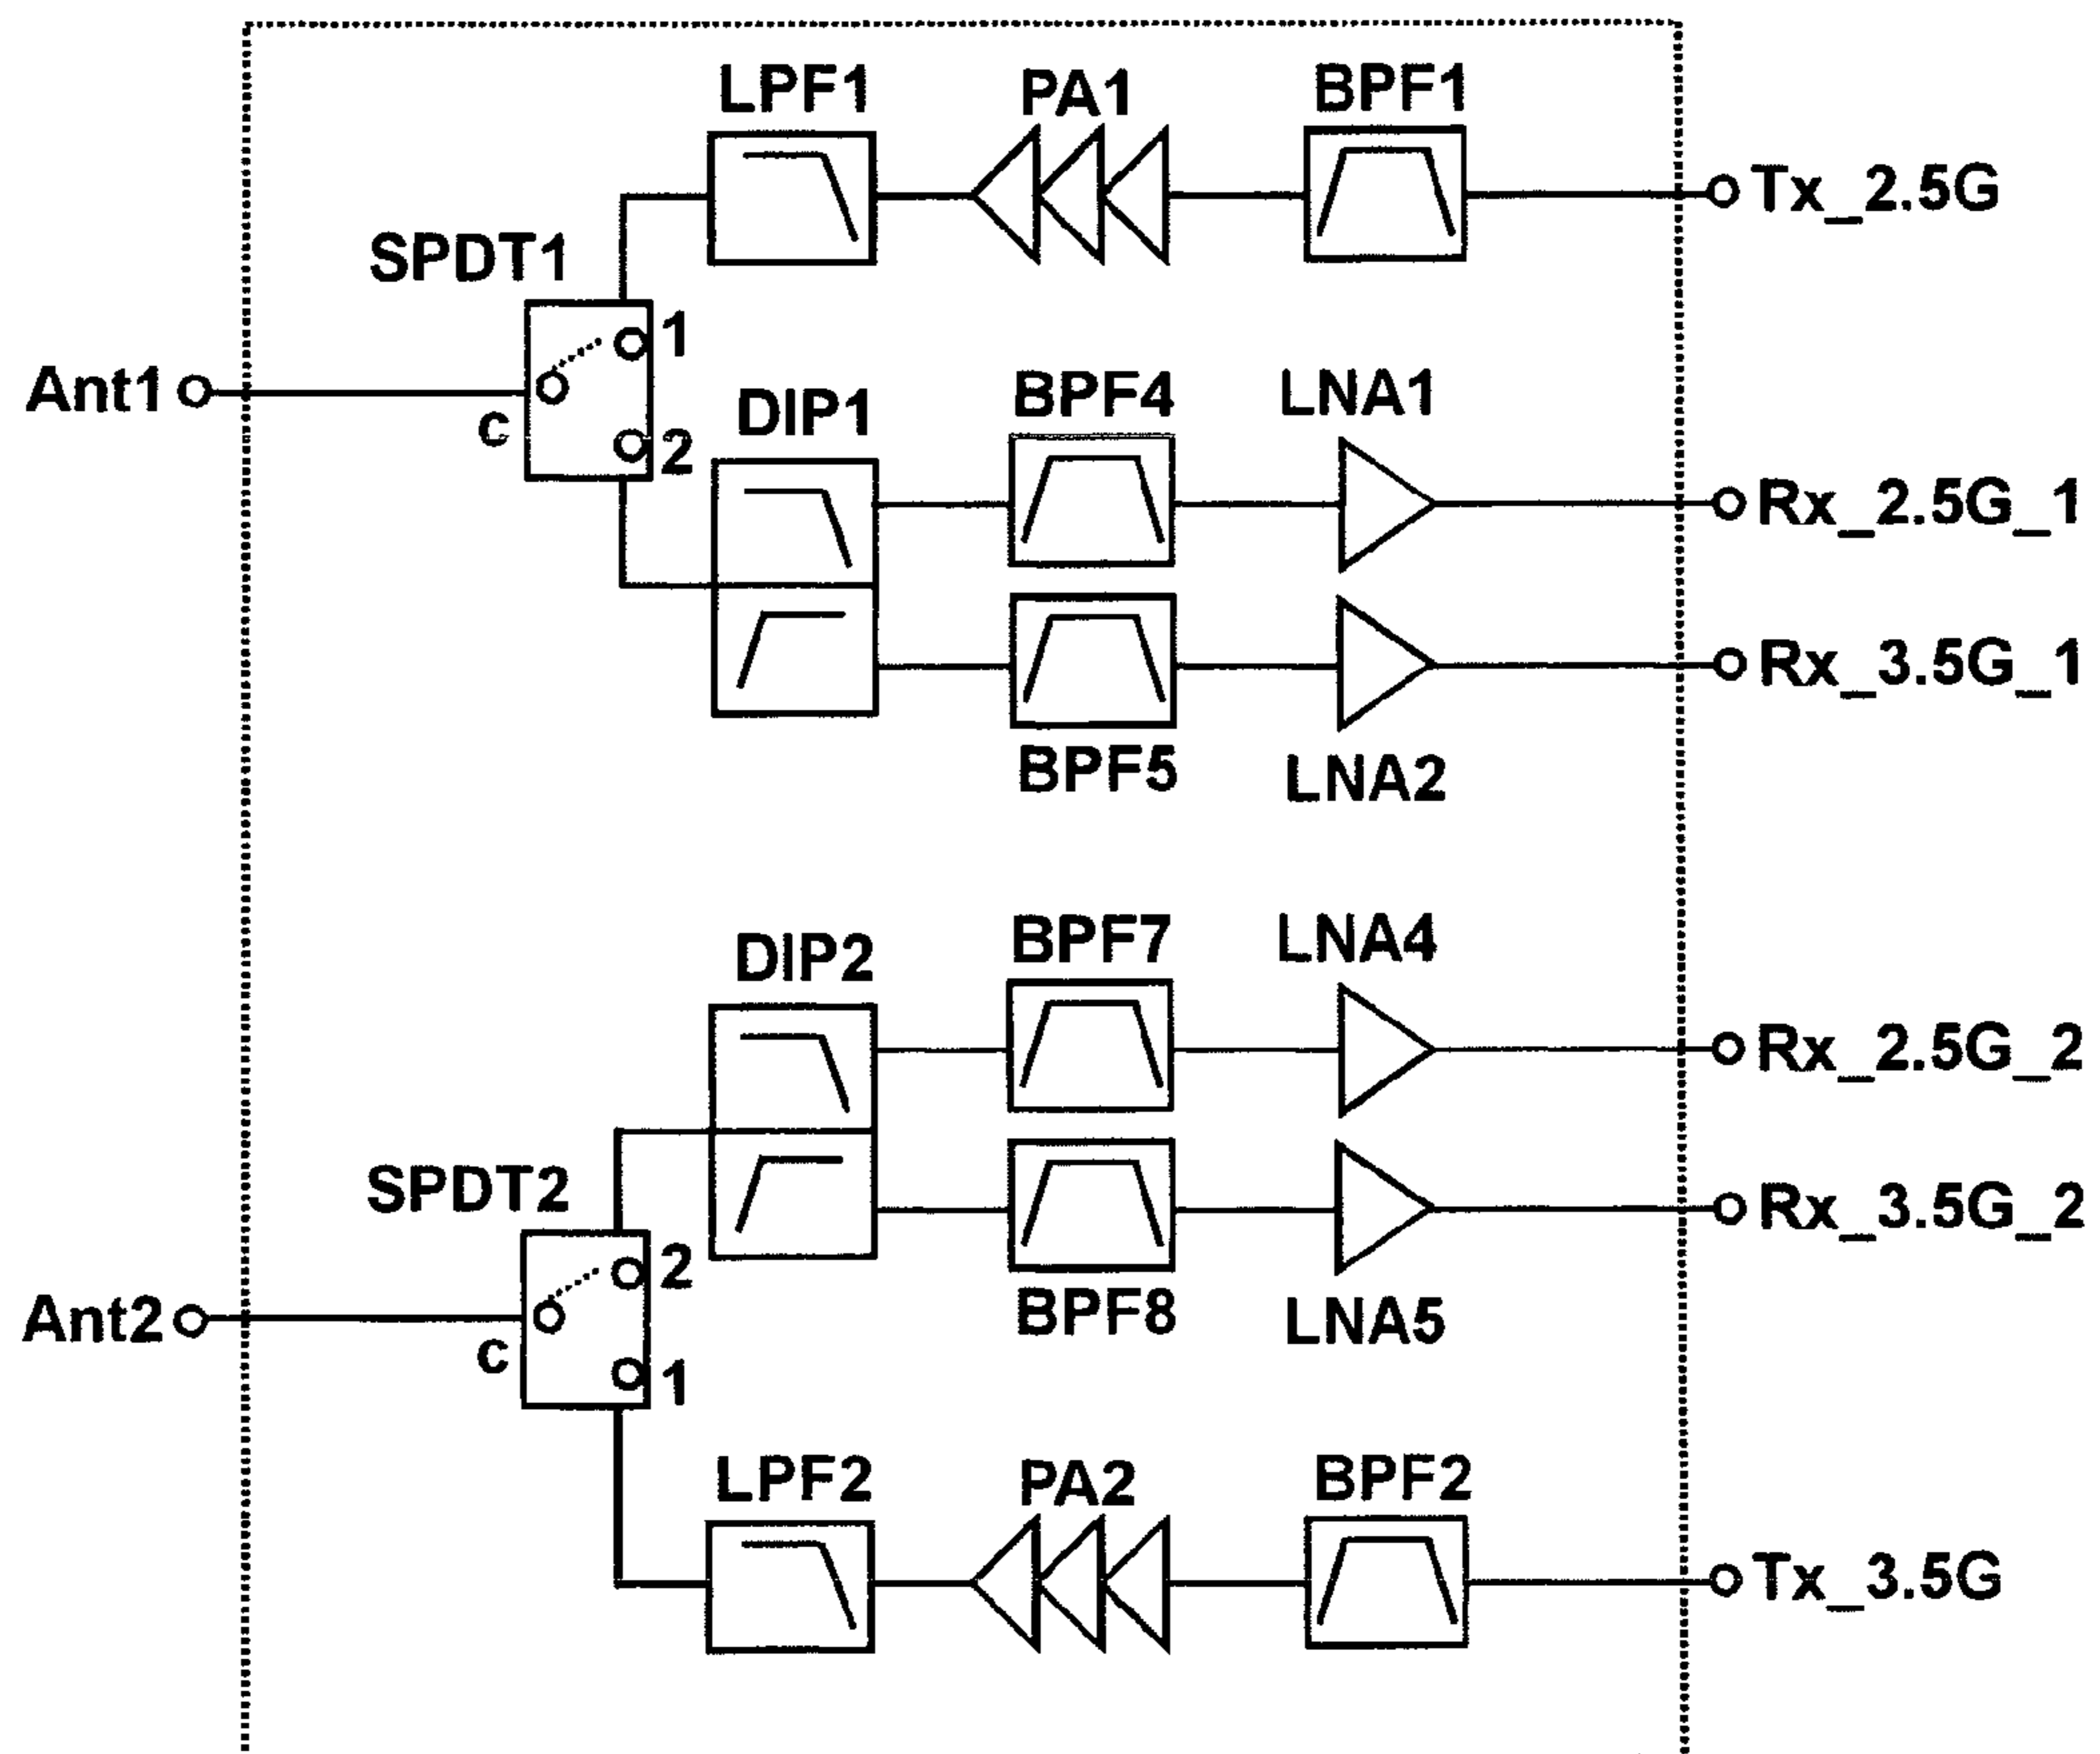 LPF1
PA1
BPF1
Tx_2.5G
SPDT1
1
Ant1
c
2
DIP1
BPF4
LNA1
Rx_2.5G_1
Rx_3.5G_1
BPF5
LNA2
DIP2
BPF7
LNA4
Rx_2.5G_2
SPDT2
Rx_3.5G_2
2
Ant2
c
1
BPF8
LNA5
LPF2
PA2
BPF2
Tx_3.5G